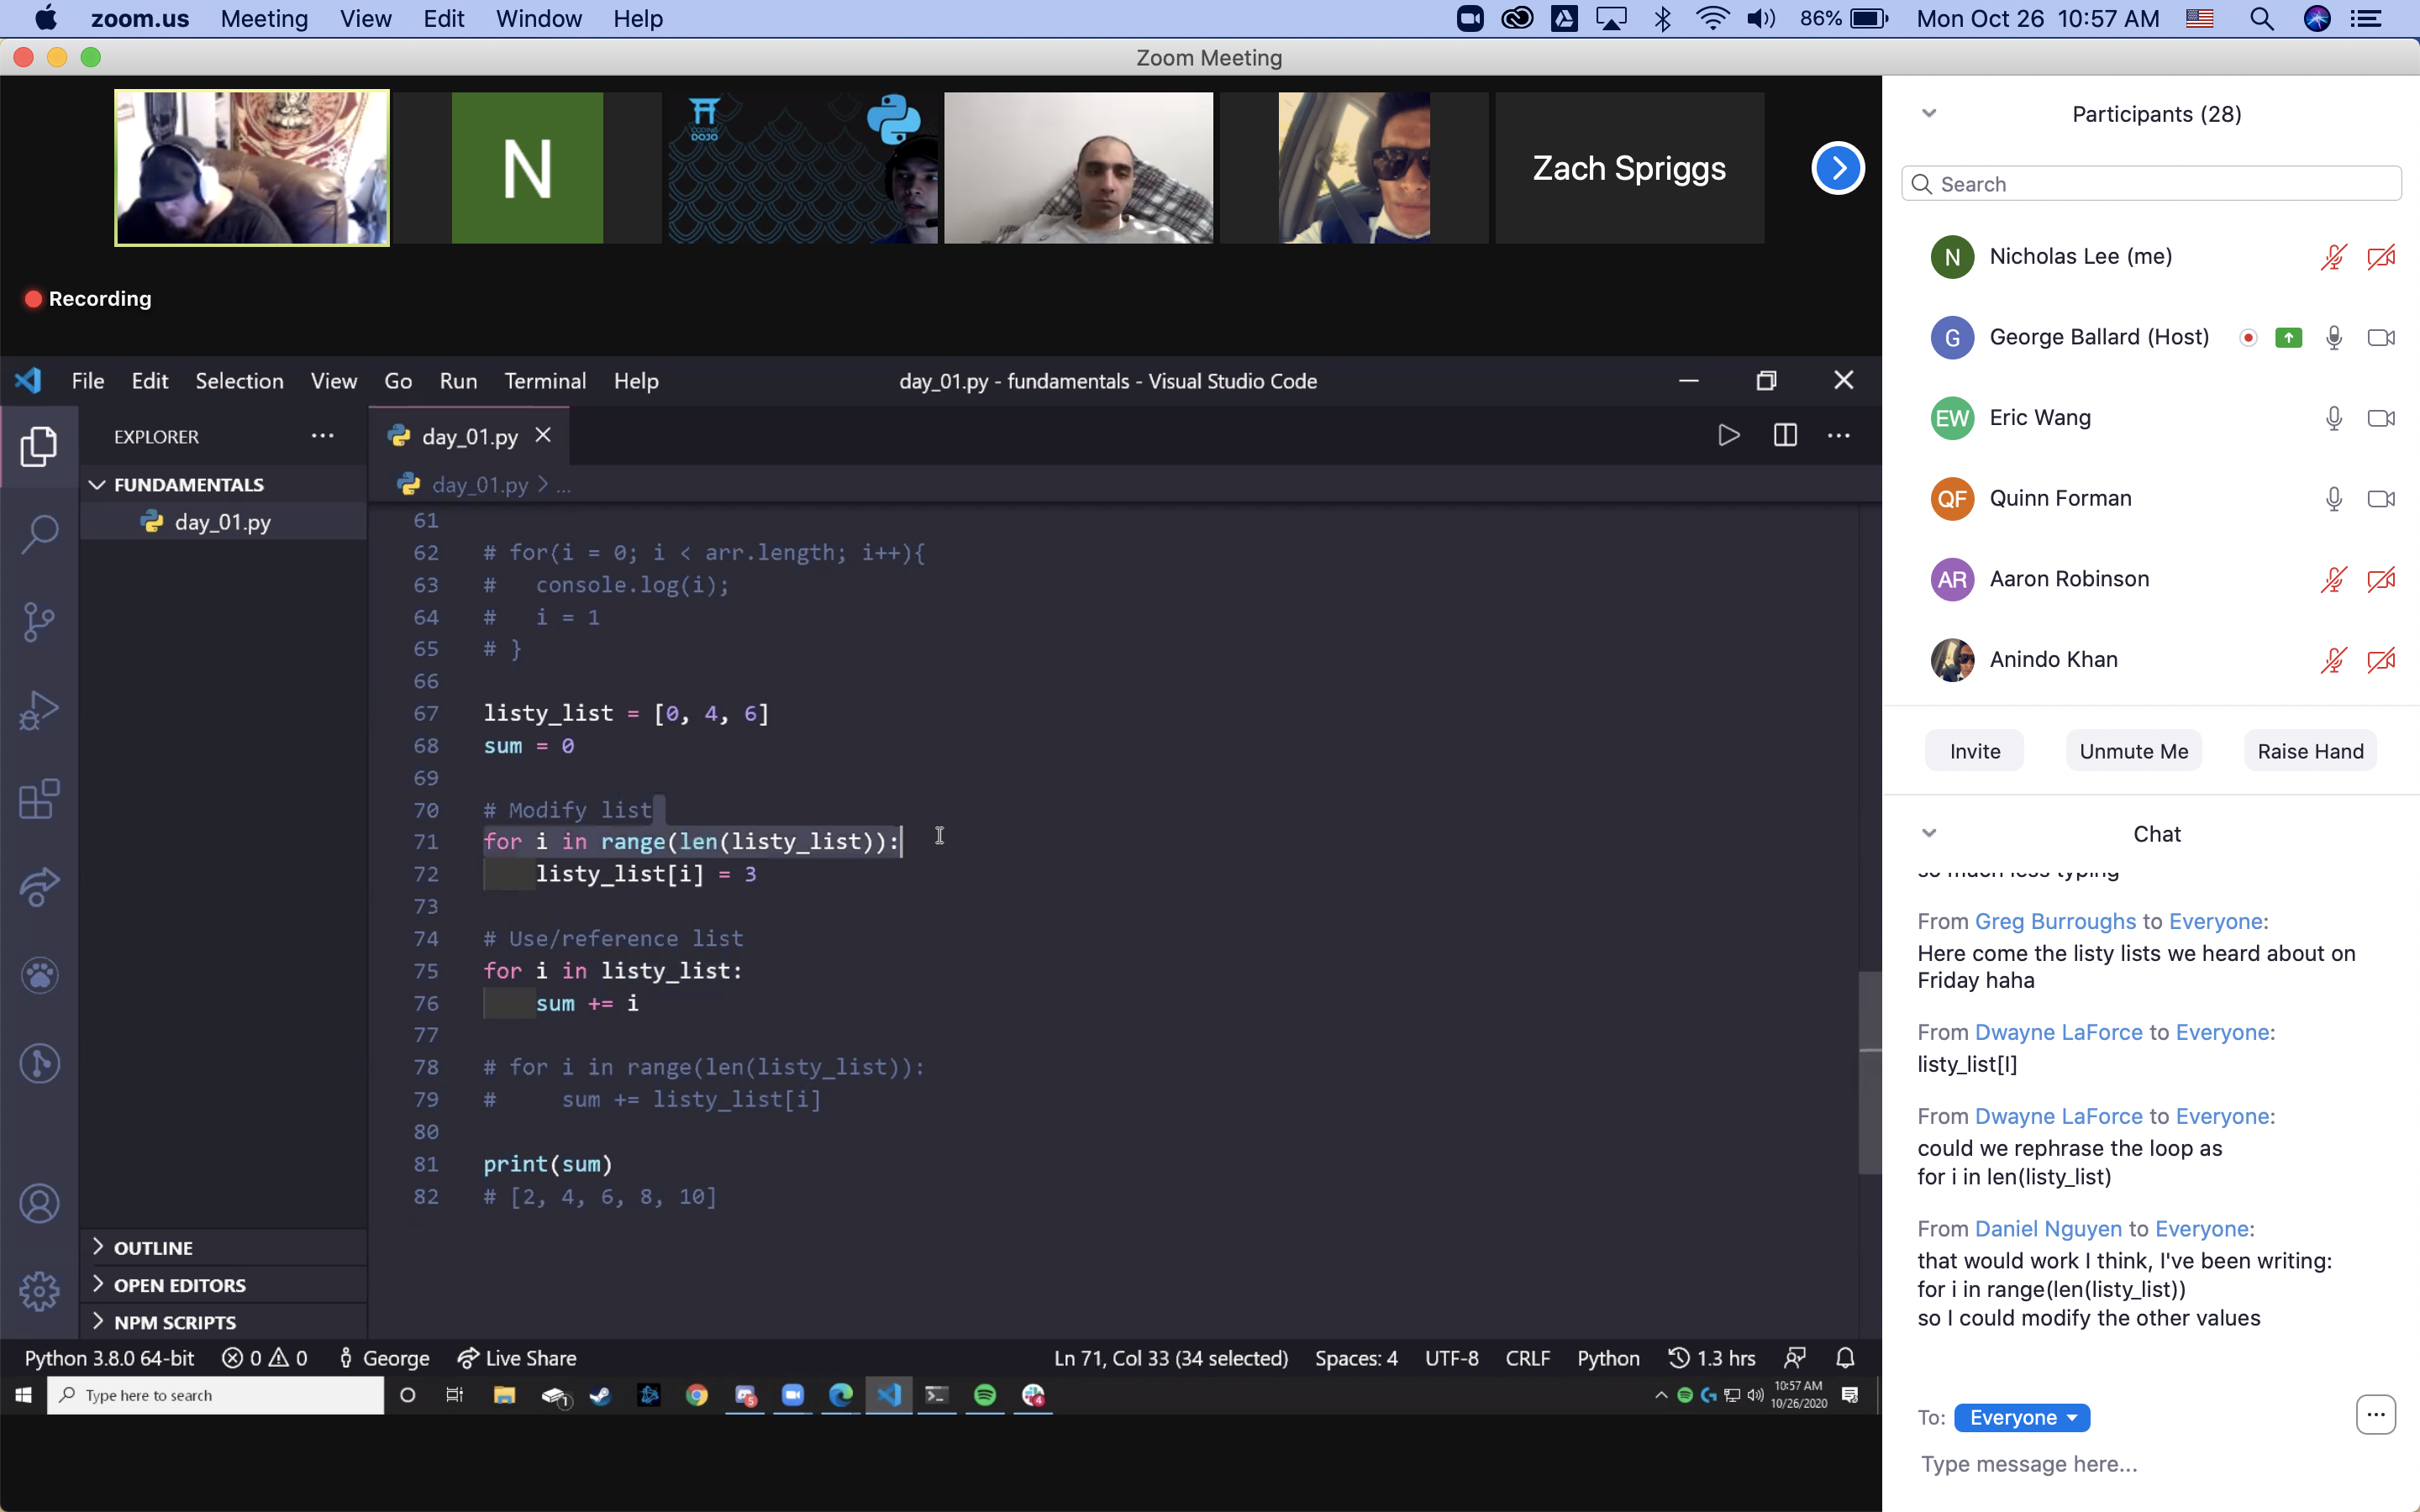 zoom.us Meeting View Edit Window Help
86% Mon Oct 26 10:57 AM
Zoom Meeting
N
CODING DOJO
Zach Spriggs
Recording
File Edit Selection View Go Run Terminal Help
day_01.py - fundamentals - Visual Studio Code
EXPLORER
FUNDAMENTALS
day_01.py
OUTLINE
OPEN EDITORS
NPM SCRIPTS
day_01.py
day_01.py > ...
61
62 # for(i = 0; i < arr.length; i++){
63 #   console.log(i);
64 #   i = 1
65 # }
66
67 listy_list = [0, 4, 6]
68 sum = 0
69
70 # Modify list
71 for i in range(len(listy_list)):
72     listy_list[i] = 3
73
74 # Use/reference list
75 for i in listy_list:
76     sum += i
77
78 # for i in range(len(listy_list)):
79 #     sum += listy_list[i]
80
81 print(sum)
82 # [2, 4, 6, 8, 10]
Python 3.8.0 64-bit 0 0 George Live Share
Ln 71, Col 33 (34 selected) Spaces: 4 UTF-8 CRLF Python 1.3 hrs
Type here to search
1
5
4
10:57 AM
10/26/2020
Participants (28)
Search
N Nicholas Lee (me)
G George Ballard (Host)
EW Eric Wang
QF Quinn Forman
AR Aaron Robinson
Anindo Khan
Invite Unmute Me Raise Hand
Chat
so much less typing
From Greg Burroughs to Everyone:
Here come the listy lists we heard about on
Friday haha
From Dwayne LaForce to Everyone:
listy_list[I]
From Dwayne LaForce to Everyone:
could we rephrase the loop as
for i in len(listy_list)
From Daniel Nguyen to Everyone:
that would work I think, I've been writing:
for i in range(len(listy_list))
so I could modify the other values
To: Everyone
Type message here...